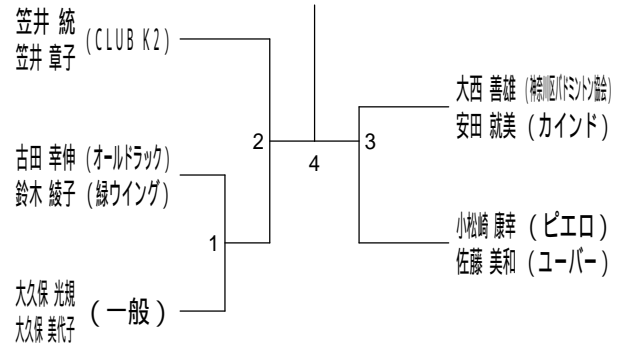 笠井 統
笠井 章子
(CLUB K2)
古田 幸伸 (オールドラック)
鈴木 綾子 (緑ウイング)
大久保 光規
大久保 美代子
(一般)
1
2
4
3
大西 善雄 (神奈川区バドミントン協会)
安田 就美 (カインド)
小松崎 康幸 (ピエロ)
佐藤 美和 (ユーバー)